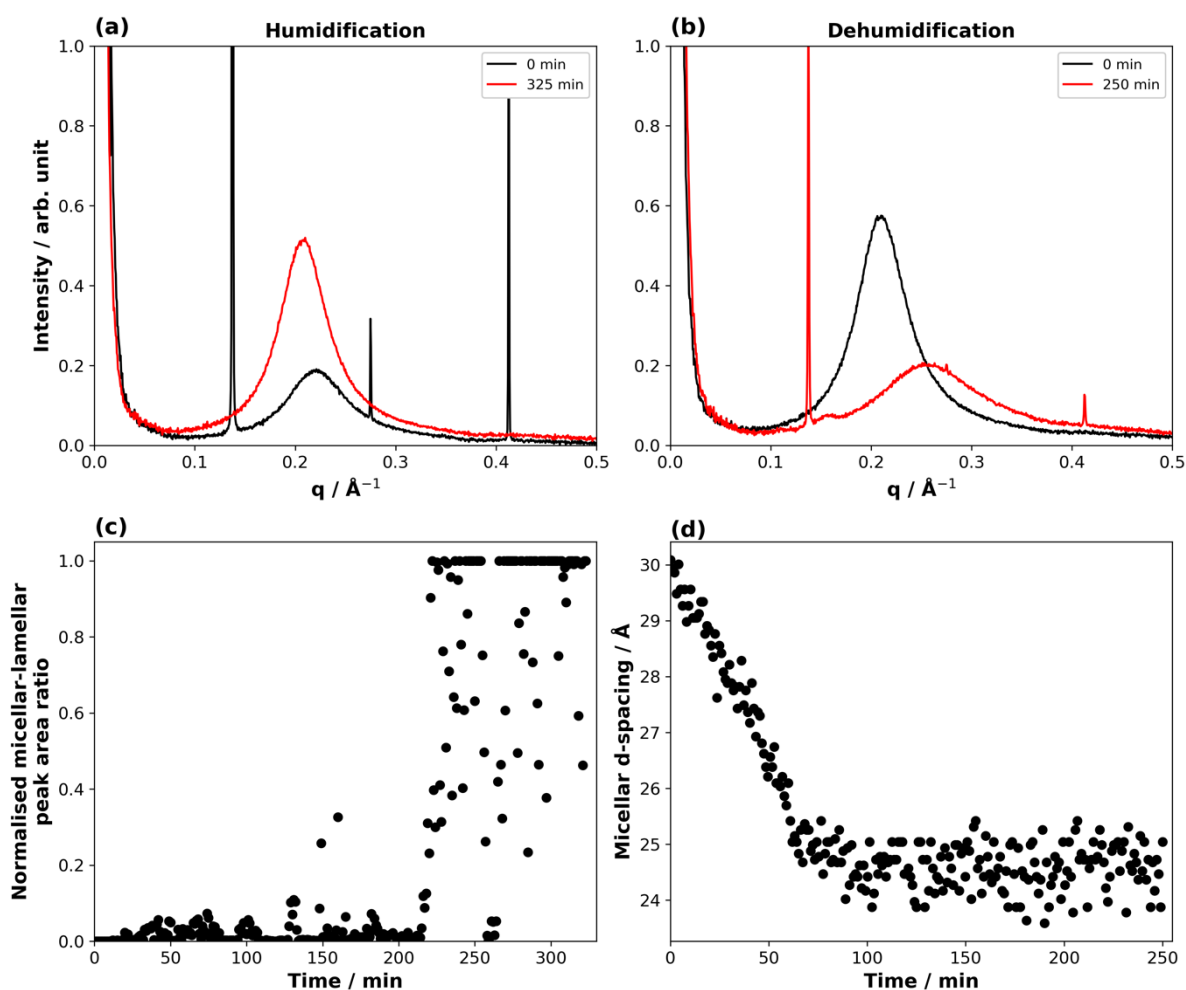 (a) Humidification
(b) Dehumidification
Intensity / arb. unit
1.0
0.8
0.6
0.4
0.2
0.0
0 min
325 min
0.0 0.1 0.2 0.3 0.4 0.5
q / Å⁻¹
1.0
0.8
0.6
0.4
0.2
0.0
0 min
250 min
0.0 0.1 0.2 0.3 0.4 0.5
q / Å⁻¹
(c)
Normalised micellar-lamellar
peak area ratio
1.0
0.8
0.6
0.4
0.2
0.0
0 50 100 150 200 250 300
Time / min
(d)
Micellar d-spacing / Å
30
29
28
27
26
25
24
0 50 100 150 200 250
Time / min